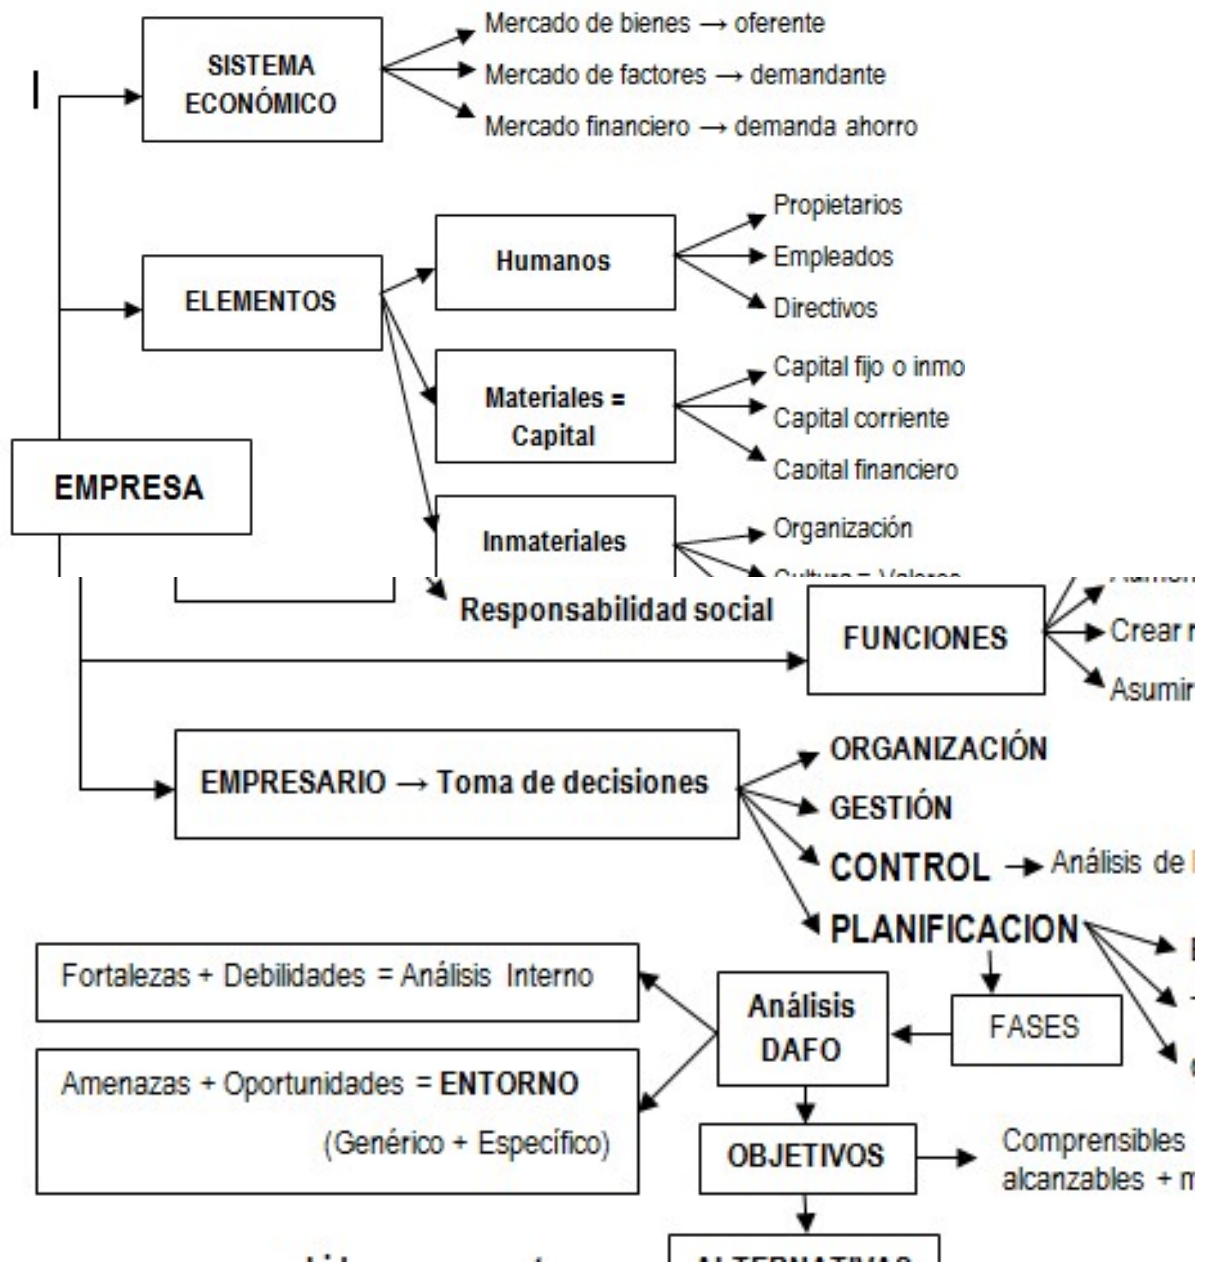 Mercado de bienes → oferente
SISTEMA
ECONÓMICO
Mercado de factores → demandante
Mercado financiero → demanda ahorro
Propietarios
Humanos
Empleados
ELEMENTOS
Directivos
Capital fijo o inmo
Materiales =
Capital
Capital corriente
Capital financiero
EMPRESA
Inmateriales
Organización
Cultura = Valores
Responsabilidad social
FUNCIONES
Crear
Asumir
EMPRESARIO → Toma de decisiones
ORGANIZACIÓN
GESTIÓN
CONTROL → Análisis de
PLANIFICACION
Fortalezas + Debilidades = Análisis Interno
Análisis
DAFO
FASES
Amenazas + Oportunidades = ENTORNO
(Genérico + Específico)
OBJETIVOS
Comprensibles
alcanzables +
ALTERNATIVAS